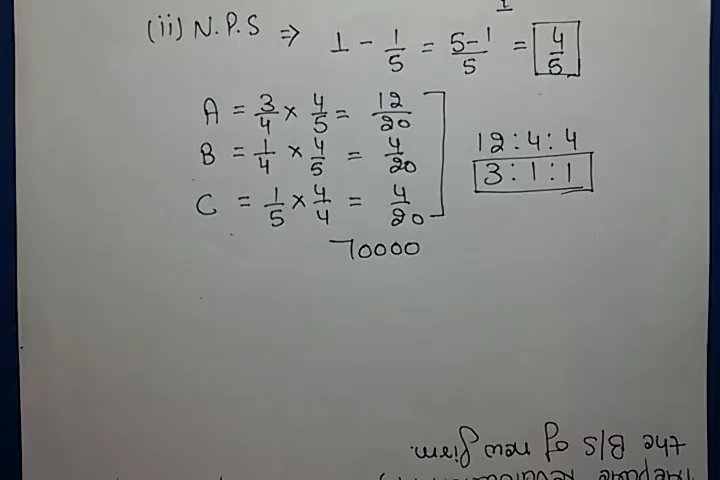 (ii) N.P.S ⇒ 1 - 1/5 = 5-1/5 = 4/5
A = 3/4 × 4/5 = 12/20
B = 1/4 × 4/5 = 4/20
C = 1/5 × 4/4 = 4/20
12 : 4 : 4
3 : 1 : 1
70000
the B/S of new firm.